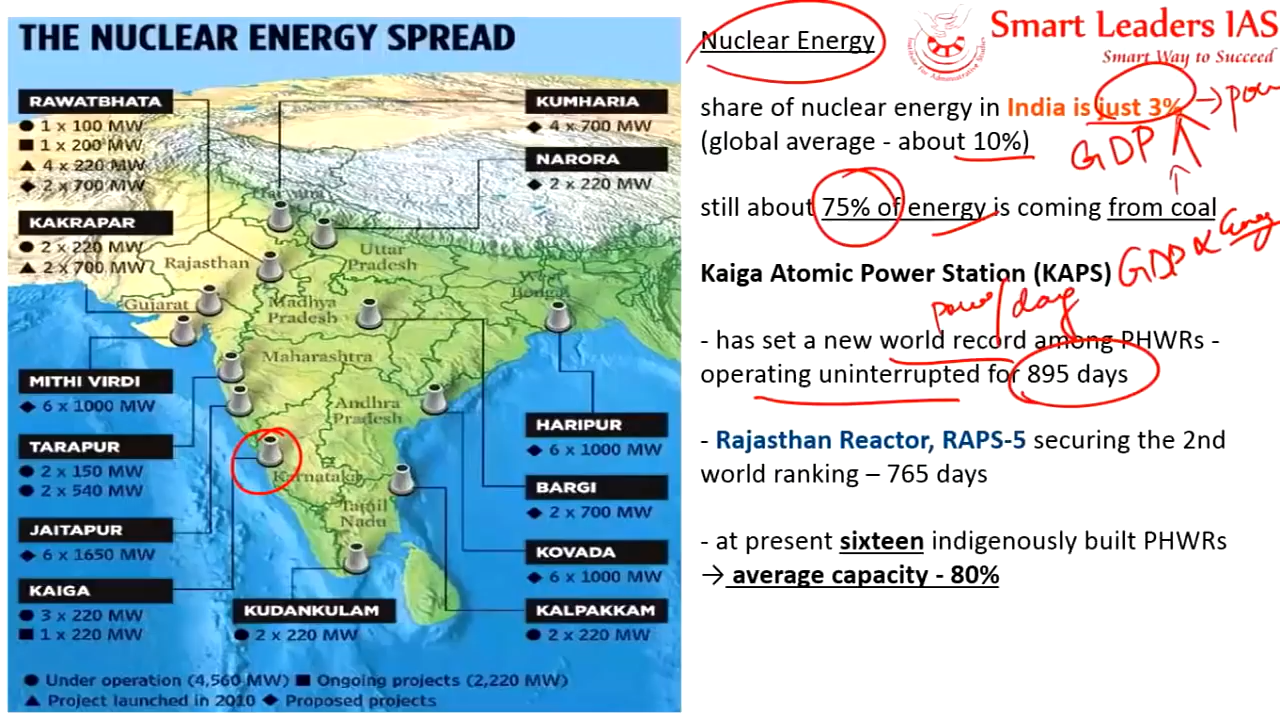 THE NUCLEAR ENERGY SPREAD
RAWATBHATA
● 1 x 100 MW
■ 1 x 200 MW
▲ 4 x 220 MW
◆ 2 x 700 MW
KAKRAPAR
● 2 x 220 MW
▲ 2 x 700 MW
MITHI VIRDI
◆ 6 x 1000 MW
TARAPUR
● 2 x 150 MW
● 2 x 540 MW
JAITAPUR
◆ 6 x 1650 MW
KAIGA
● 3 x 220 MW
■ 1 x 220 MW
KUDANKULAM
● 2 x 220 MW
KUMHARIA
◆ 4 x 700 MW
NARORA
◆ 2 x 220 MW
HARIPUR
◆ 6 x 1000 MW
BARGI
◆ 2 x 700 MW
KOVADA
◆ 6 x 1000 MW
KALPAKKAM
● 2 x 220 MW
Haryana
Uttar
Pradesh
Rajasthan
Gujarat
Madhya
Pradesh
West
Bengal
Maharashtra
Andhra
Pradesh
Karnataka
Tamil
Nadu
● Under operation (4,560 MW) ■ Ongoing projects (2,220 MW)
▲ Project launched in 2010 ◆ Proposed projects
Nuclear Energy
Smart Leaders IAS
Smart Way to Succeed
Institute For Administrative Studies
share of nuclear energy in India is just 3% → pow
(global average - about 10%)
GDP ↑
still about 75% of energy is coming from coal
Kaiga Atomic Power Station (KAPS)
GDP ∝ Energy
power/day
- has set a new world record among PHWRs -
operating uninterrupted for 895 days
- Rajasthan Reactor, RAPS-5 securing the 2nd
world ranking – 765 days
- at present sixteen indigenously built PHWRs
→ average capacity - 80%